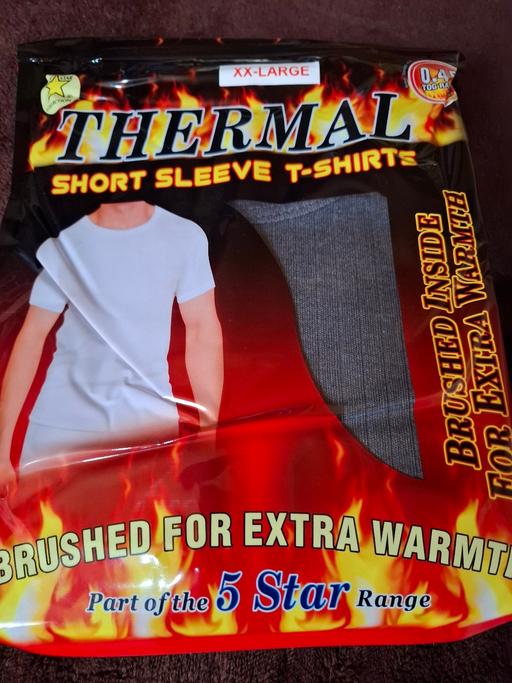 XX-LARGE
THERMAL
SHORT SLEEVE T-SHIRTS
BRUSHED INSIDE
FOR EXTRA WARMTH
BRUSHED FOR EXTRA WARMTH
Part of the 5 Star Range